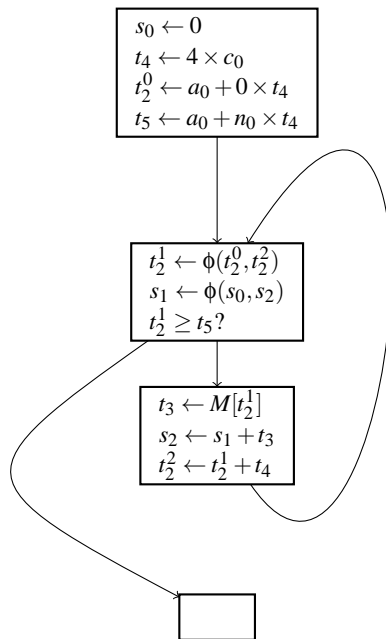 s₀ ← 0
t₄ ← 4 × c₀
t₂⁰ ← a₀ + 0 × t₄
t₅ ← a₀ + n₀ × t₄
t₂¹ ← ϕ(t₂⁰, t₂²)
s₁ ← ϕ(s₀, s₂)
t₂¹ ≥ t₅?
t₃ ← M[t₂¹]
s₂ ← s₁ + t₃
t₂² ← t₂¹ + t₄